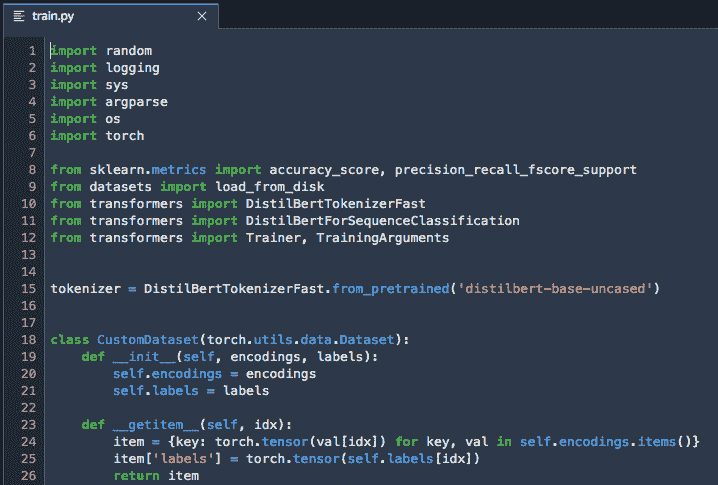 train.py
1 import random
2 import logging
3 import sys
4 import argparse
5 import os
6 import torch
7
8 from sklearn.metrics import accuracy_score, precision_recall_fscore_support
9 from datasets import load_from_disk
10 from transformers import DistilBertTokenizerFast
11 from transformers import DistilBertForSequenceClassification
12 from transformers import Trainer, TrainingArguments
13
14
15 tokenizer = DistilBertTokenizerFast.from_pretrained('distilbert-base-uncased')
16
17
18 class CustomDataset(torch.utils.data.Dataset):
19     def __init__(self, encodings, labels):
20         self.encodings = encodings
21         self.labels = labels
22
23     def __getitem__(self, idx):
24         item = {key: torch.tensor(val[idx]) for key, val in self.encodings.items()}
25         item['labels'] = torch.tensor(self.labels[idx])
26         return item